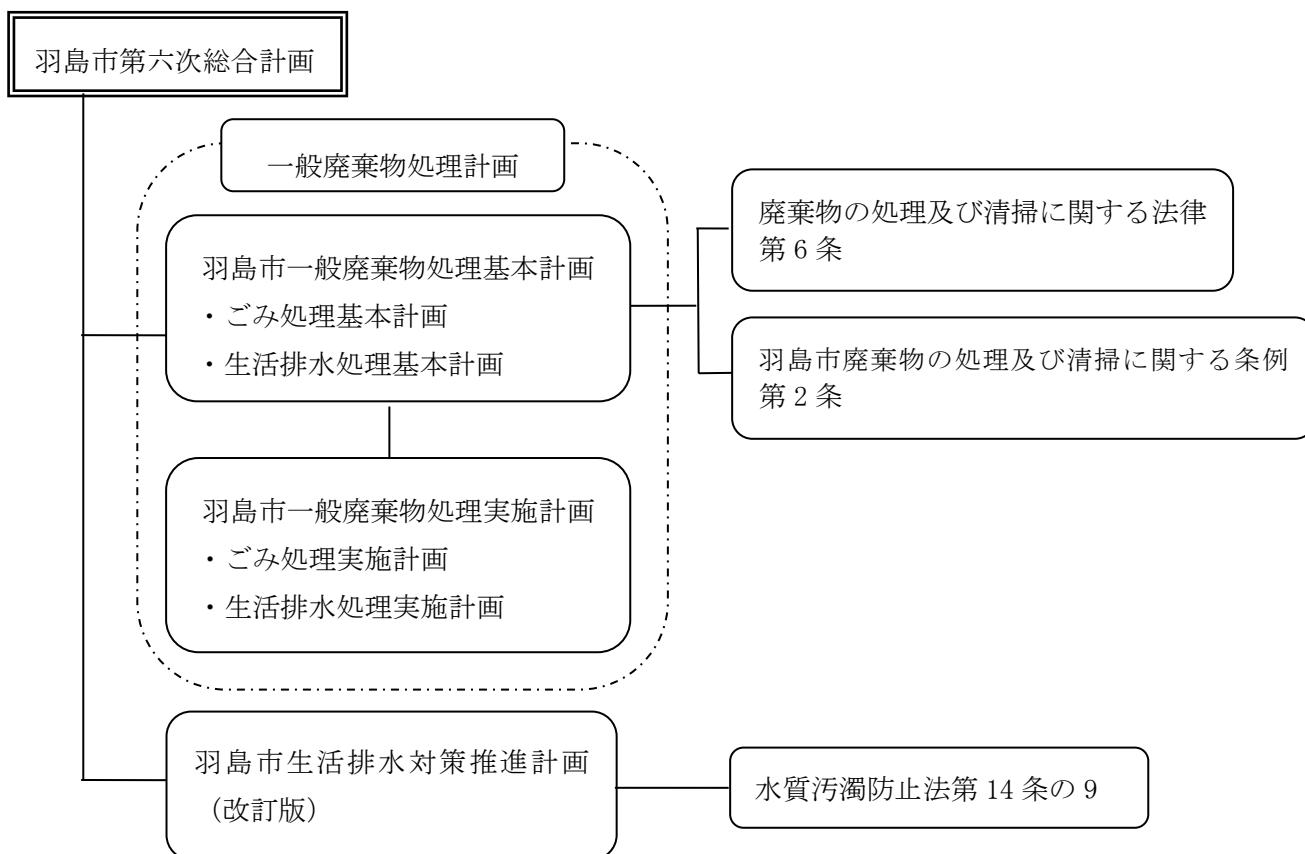 羽島市第六次総合計画
一般廃棄物処理計画
羽島市一般廃棄物処理基本計画
・ごみ処理基本計画
・生活排水処理基本計画
廃棄物の処理及び清掃に関する法律
第 6 条
羽島市廃棄物の処理及び清掃に関する条例
第 2 条
羽島市一般廃棄物処理実施計画
・ごみ処理実施計画
・生活排水処理実施計画
羽島市生活排水対策推進計画
（改訂版）
水質汚濁防止法第 14 条の 9